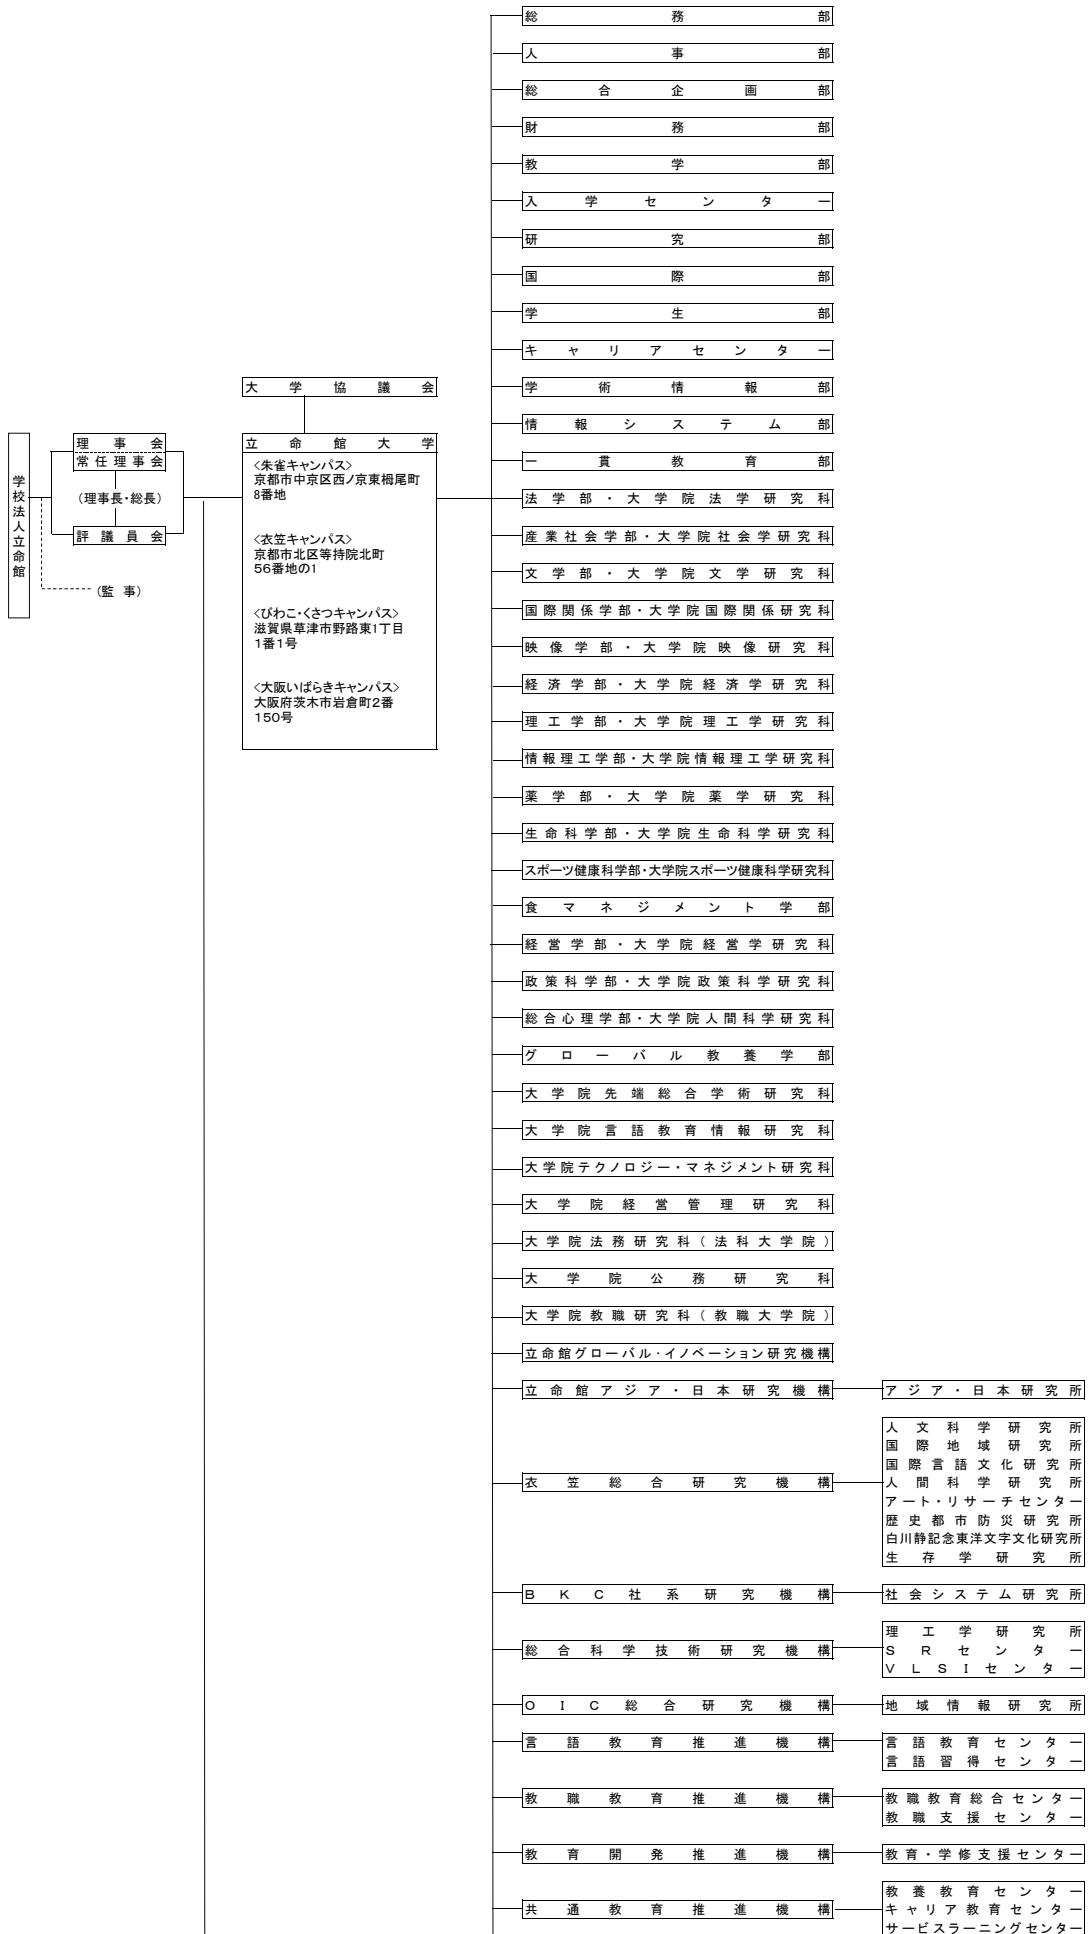 学校法人立命館
理事会
常任理事会
(理事長・総長)
評議員会
(監事)
大学協議会
立命館大学
<朱雀キャンパス>
京都市中京区西ノ京東栂尾町
8番地
<衣笠キャンパス>
京都市北区等持院北町
56番地の1
<びわこ・くさつキャンパス>
滋賀県草津市野路東1丁目
1番1号
<大阪いばらきキャンパス>
大阪府茨木市岩倉町2番
150号
総務部
人事部
総合企画部
財務部
教学部
入学センター
研究部
国際部
学生部
キャリアセンター
学術情報部
情報システム部
一貫教育部
法学部・大学院法学研究科
産業社会学部・大学院社会学研究科
文学部・大学院文学研究科
国際関係学部・大学院国際関係研究科
映像学部・大学院映像研究科
経済学部・大学院経済学研究科
理工学部・大学院理工学研究科
情報理工学部・大学院情報理工学研究科
薬学部・大学院薬学研究科
生命科学部・大学院生命科学研究科
スポーツ健康科学部・大学院スポーツ健康科学研究科
食マネジメント学部
経営学部・大学院経営学研究科
政策科学部・大学院政策科学研究科
総合心理学部・大学院人間科学研究科
グローバル教養学部
大学院先端総合学術研究科
大学院言語教育情報研究科
大学院テクノロジー・マネジメント研究科
大学院経営管理研究科
大学院法務研究科(法科大学院)
大学院公務研究科
大学院教職研究科(教職大学院)
立命館グローバル・イノベーション研究機構
立命館アジア・日本研究機構
アジア・日本研究所
衣笠総合研究機構
人文科学研究所
国際地域研究所
国際言語文化研究所
人間科学研究所
アート・リサーチセンター
歴史都市防災研究所
白川静記念東洋文字文化研究所
生存学研究所
BKC社系研究機構
社会システム研究所
総合科学技術研究機構
理工学研究所
SRセンター
VLSIセンター
OIC総合研究機構
地域情報研究所
言語教育推進機構
言語教育センター
言語習得センター
教職教育推進機構
教職教育総合センター
教職支援センター
教育開発推進機構
教育・学修支援センター
共通教育推進機構
教養教育センター
キャリア教育センター
サービスラーニングセンター